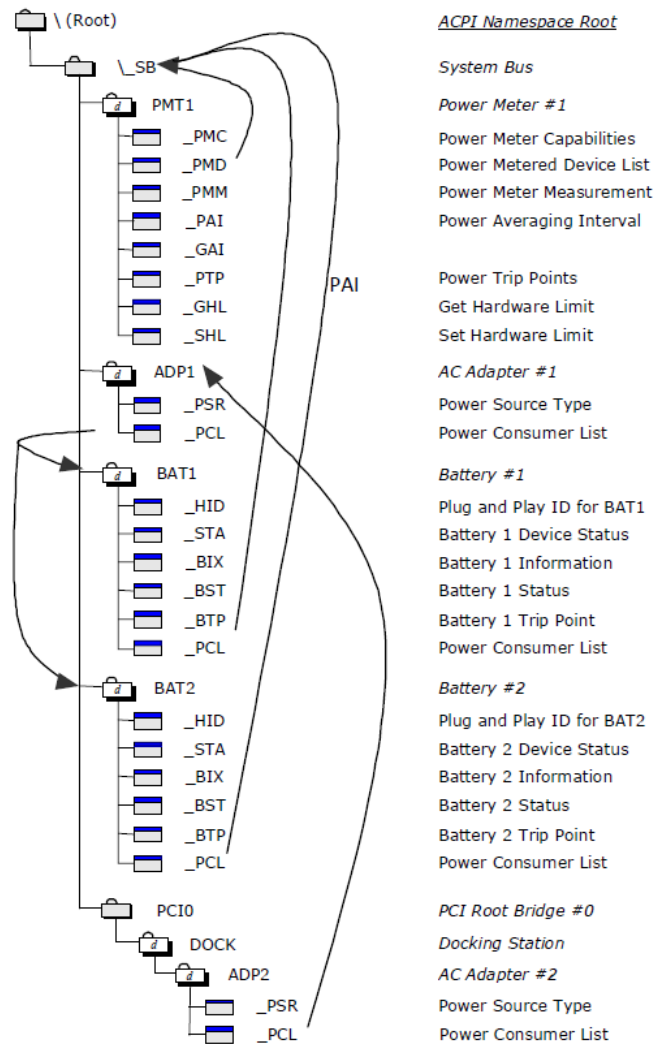 \ (Root) ACPI Namespace Root
\_SB System Bus
d PMT1 Power Meter #1
_PMC Power Meter Capabilities
_PMD Power Metered Device List
_PMM Power Meter Measurement
_PAI Power Averaging Interval
_GAI
_PTP Power Trip Points
PAI
_GHL Get Hardware Limit
_SHL Set Hardware Limit
d ADP1 AC Adapter #1
_PSR Power Source Type
_PCL Power Consumer List
d BAT1 Battery #1
_HID Plug and Play ID for BAT1
_STA Battery 1 Device Status
_BIX Battery 1 Information
_BST Battery 1 Status
_BTP Battery 1 Trip Point
_PCL Power Consumer List
d BAT2 Battery #2
_HID Plug and Play ID for BAT2
_STA Battery 2 Device Status
_BIX Battery 2 Information
_BST Battery 2 Status
_BTP Battery 2 Trip Point
_PCL Power Consumer List
PCI0 PCI Root Bridge #0
d DOCK Docking Station
d ADP2 AC Adapter #2
_PSR Power Source Type
_PCL Power Consumer List